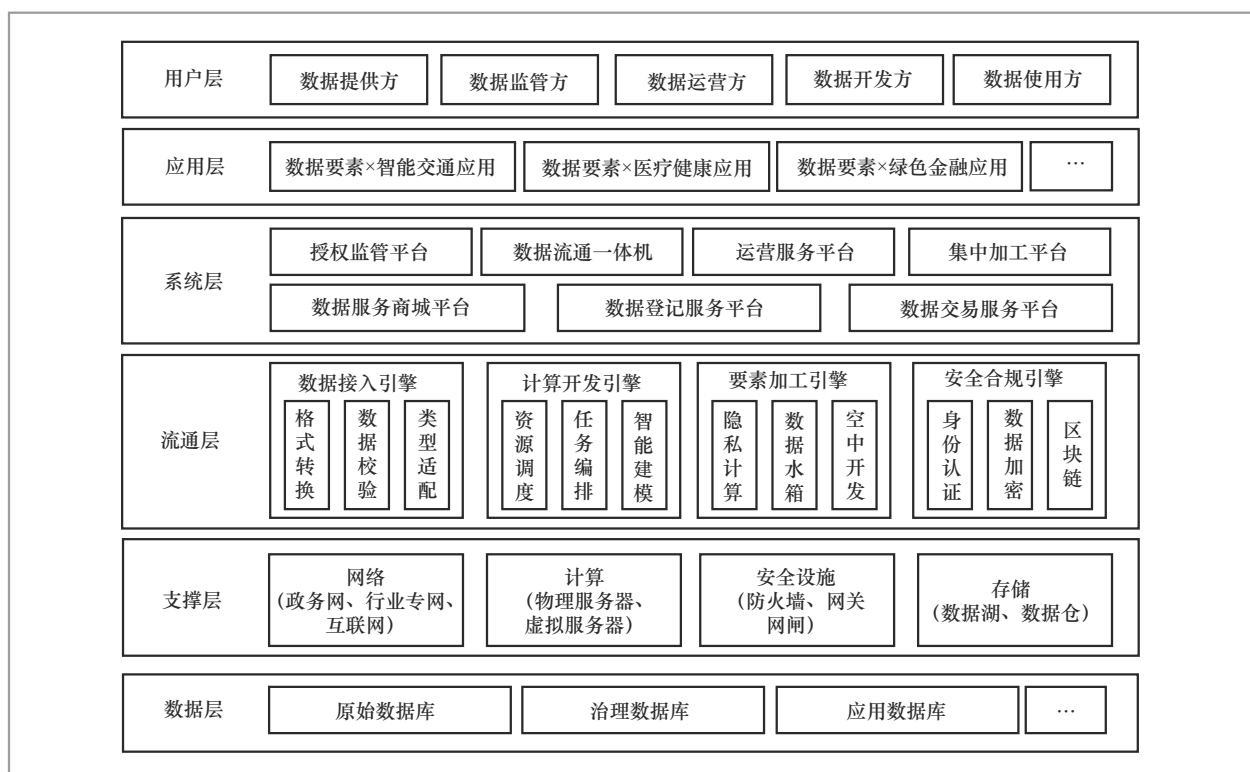 用户层
数据提供方
数据监管方
数据运营方
数据开发方
数据使用方
应用层
数据要素×智能交通应用
数据要素×医疗健康应用
数据要素×绿色金融应用
…
系统层
授权监管平台
数据流通一体机
运营服务平台
集中加工平台
数据服务商城平台
数据登记服务平台
数据交易服务平台
流通层
数据接入引擎
格式转换
数据校验
类型适配
计算开发引擎
资源调度
任务编排
智能建模
要素加工引擎
隐私计算
数据水箱
空中开发
安全合规引擎
身份认证
数据加密
区块链
支撑层
网络
(政务网、行业专网、
互联网)
计算
(物理服务器、
虚拟服务器)
安全设施
(防火墙、网关
网闸)
存储
(数据湖、数据仓)
数据层
原始数据库
治理数据库
应用数据库
…